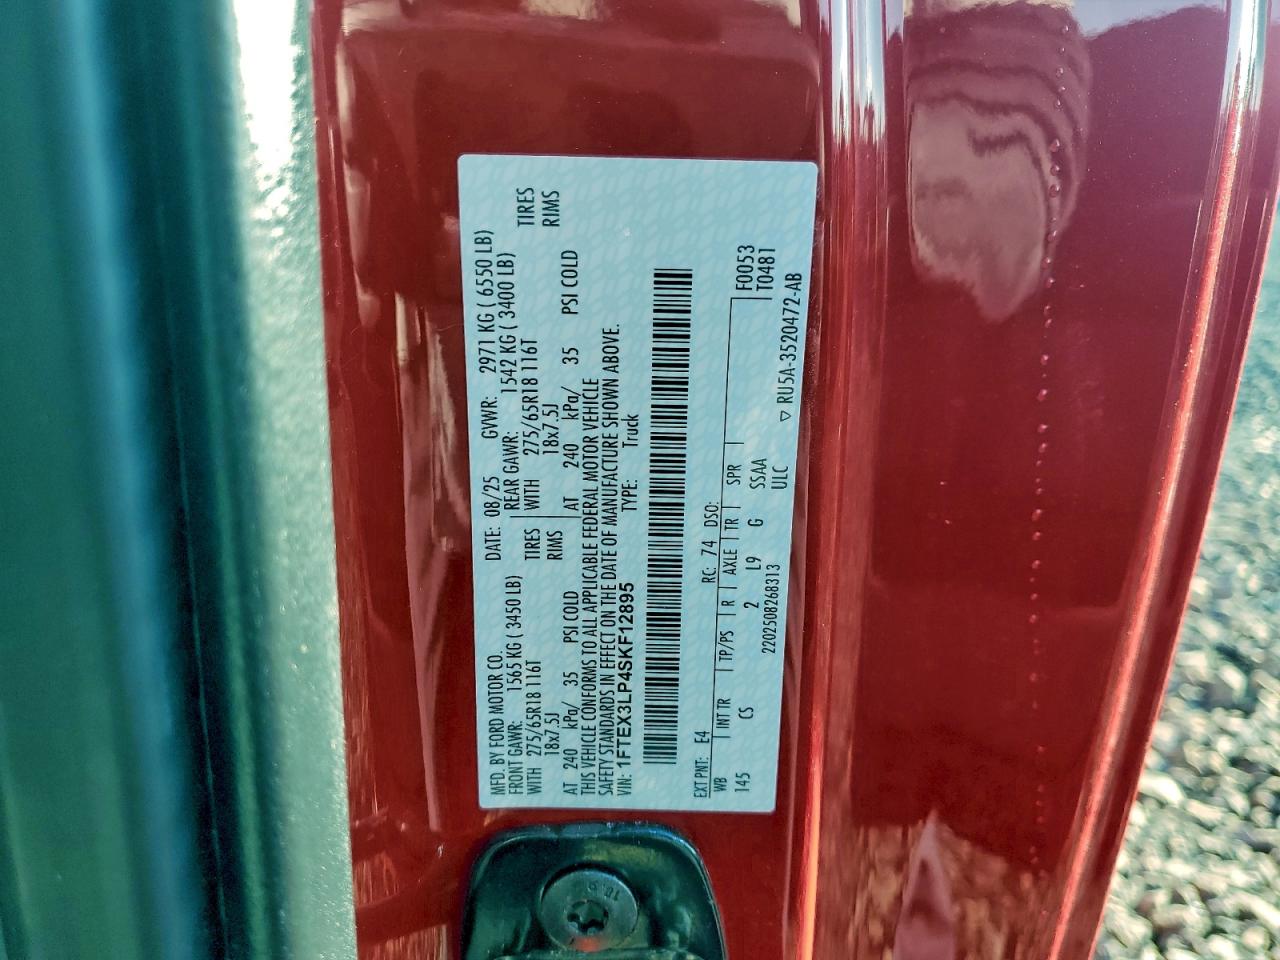 MFD. BY FORD MOTOR CO. DATE: 08/25 GVWR: 2971 KG ( 6550 LB)
FRONT GAWR: 1565 KG ( 3450 LB) REAR GAWR: 1542 KG ( 3400 LB)
WITH 275/65R18 116T TIRES WITH 275/65R18 116T TIRES
18x7.5J RIMS 18x7.5J RIMS
AT 240 kPa/ 35 PSI COLD AT 240 kPa/ 35 PSI COLD
THIS VEHICLE CONFORMS TO ALL APPLICABLE FEDERAL MOTOR VEHICLE
SAFETY STANDARDS IN EFFECT ON THE DATE OF MANUFACTURE SHOWN ABOVE.
VIN: 1FTEX3LP4SKF12895 TYPE: Truck
EXT PNT: E4 RC: 74 DSO: F0053
WB INT TR TP/PS R AXLE TR SPR T0481
145 CS 2 L9 G SSAA
2202508268313 ULC ▽ RU5A-3520472-AB